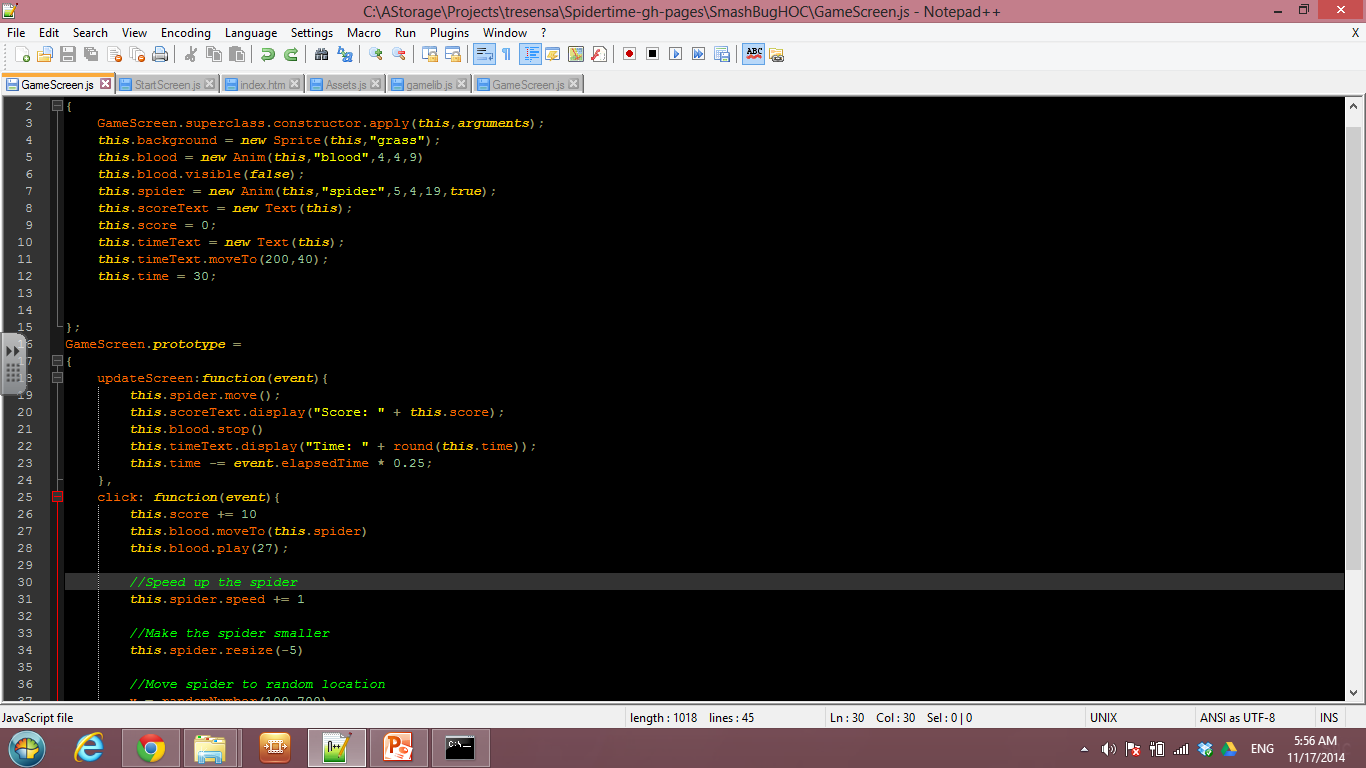 C:\AStorage\Projects\tresensa\Spidertime-gh-pages\SmashBugHOC\GameScreen.js - Notepad++
File Edit Search View Encoding Language Settings Macro Run Plugins Window ? X
GameScreen.js StartScreen.js index.htm Assets.js gamelib.js GameScreen.js
2 {
3 GameScreen.superclass.constructor.apply(this,arguments);
4 this.background = new Sprite(this,"grass");
5 this.blood = new Anim(this,"blood",4,4,9)
6 this.blood.visible(false);
7 this.spider = new Anim(this,"spider",5,4,19,true);
8 this.scoreText = new Text(this);
9 this.score = 0;
10 this.timeText = new Text(this);
11 this.timeText.moveTo(200,40);
12 this.time = 30;
13
14
15 };
16 GameScreen.prototype =
17 {
18 updateScreen:function(event){
19 this.spider.move();
20 this.scoreText.display("Score: " + this.score);
21 this.blood.stop()
22 this.timeText.display("Time: " + round(this.time));
23 this.time -= event.elapsedTime * 0.25;
24 },
25 click: function(event){
26 this.score += 10
27 this.blood.moveTo(this.spider)
28 this.blood.play(27);
29
30 //Speed up the spider
31 this.spider.speed += 1
32
33 //Make the spider smaller
34 this.spider.resize(-5)
35
36 //Move spider to random location
JavaScript file length : 1018 lines : 45 Ln : 30 Col : 30 Sel : 0 | 0 UNIX ANSI as UTF-8 INS
ENG
5:56 AM
11/17/2014